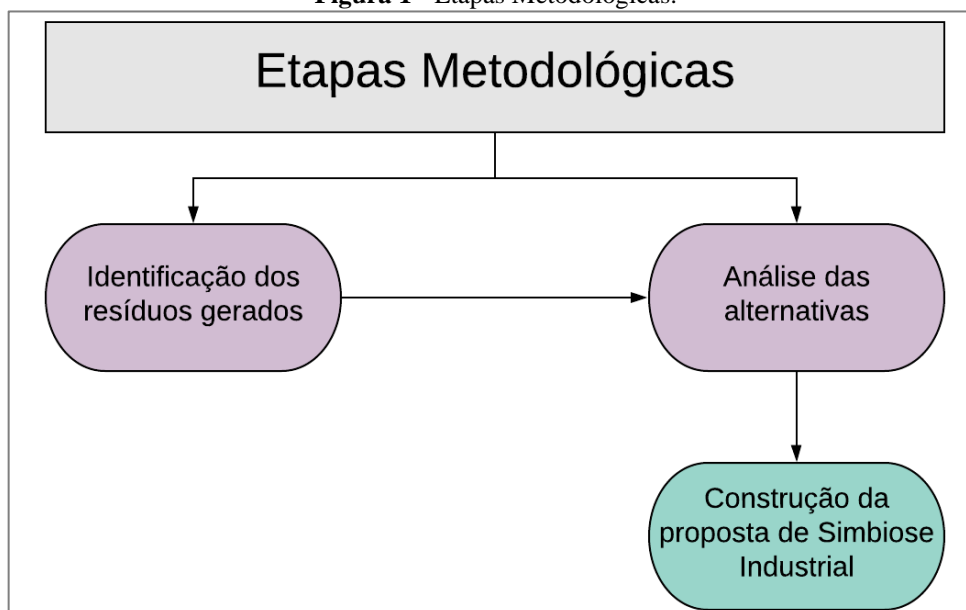 Figura 1 - Etapas Metodológicas.
Etapas Metodológicas
Identificação dos
resíduos gerados
Análise das
alternativas
Construção da
proposta de Simbiose
Industrial